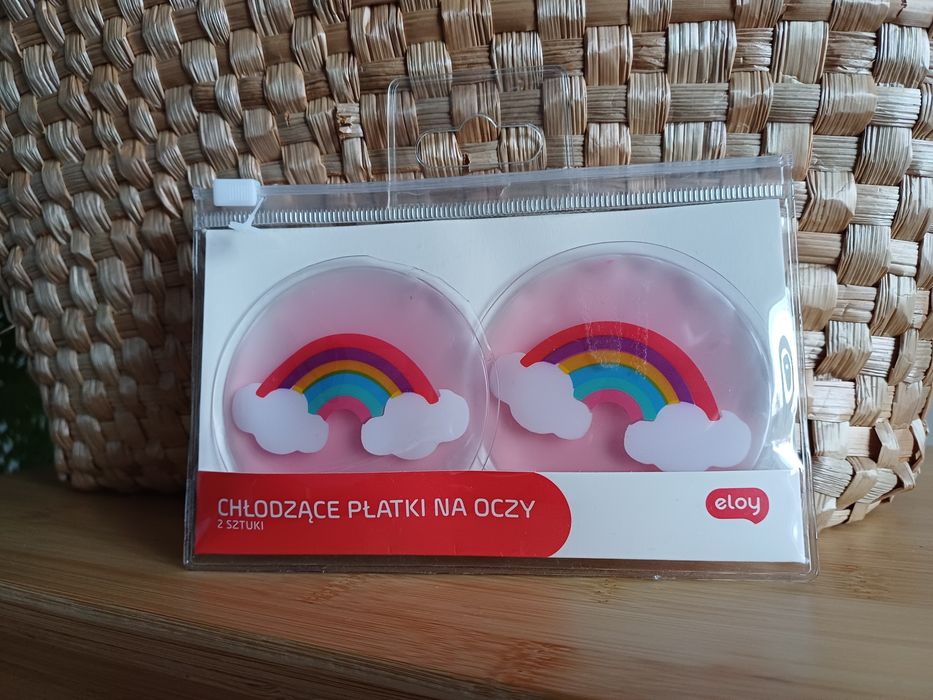 CHŁODZĄCE PŁATKI NA OCZY
2 SZTUKI
eloy